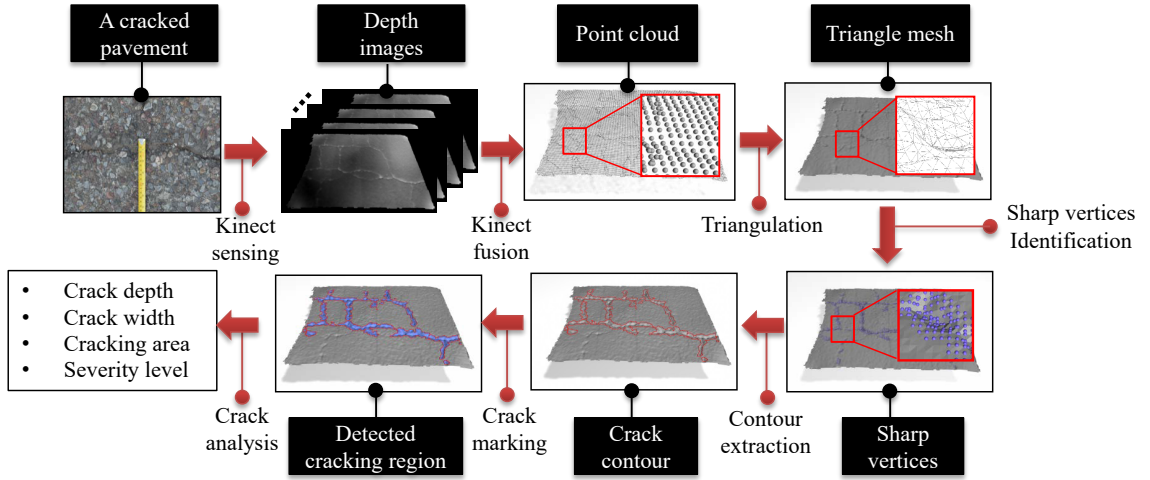 A cracked
pavement
Depth
images
Point cloud
Triangle mesh
Kinect
sensing
Kinect
fusion
Triangulation
Sharp vertices
Identification
• Crack depth
• Crack width
• Cracking area
• Severity level
Crack
analysis
Detected
cracking region
Crack
marking
Crack
contour
Contour
extraction
Sharp
vertices